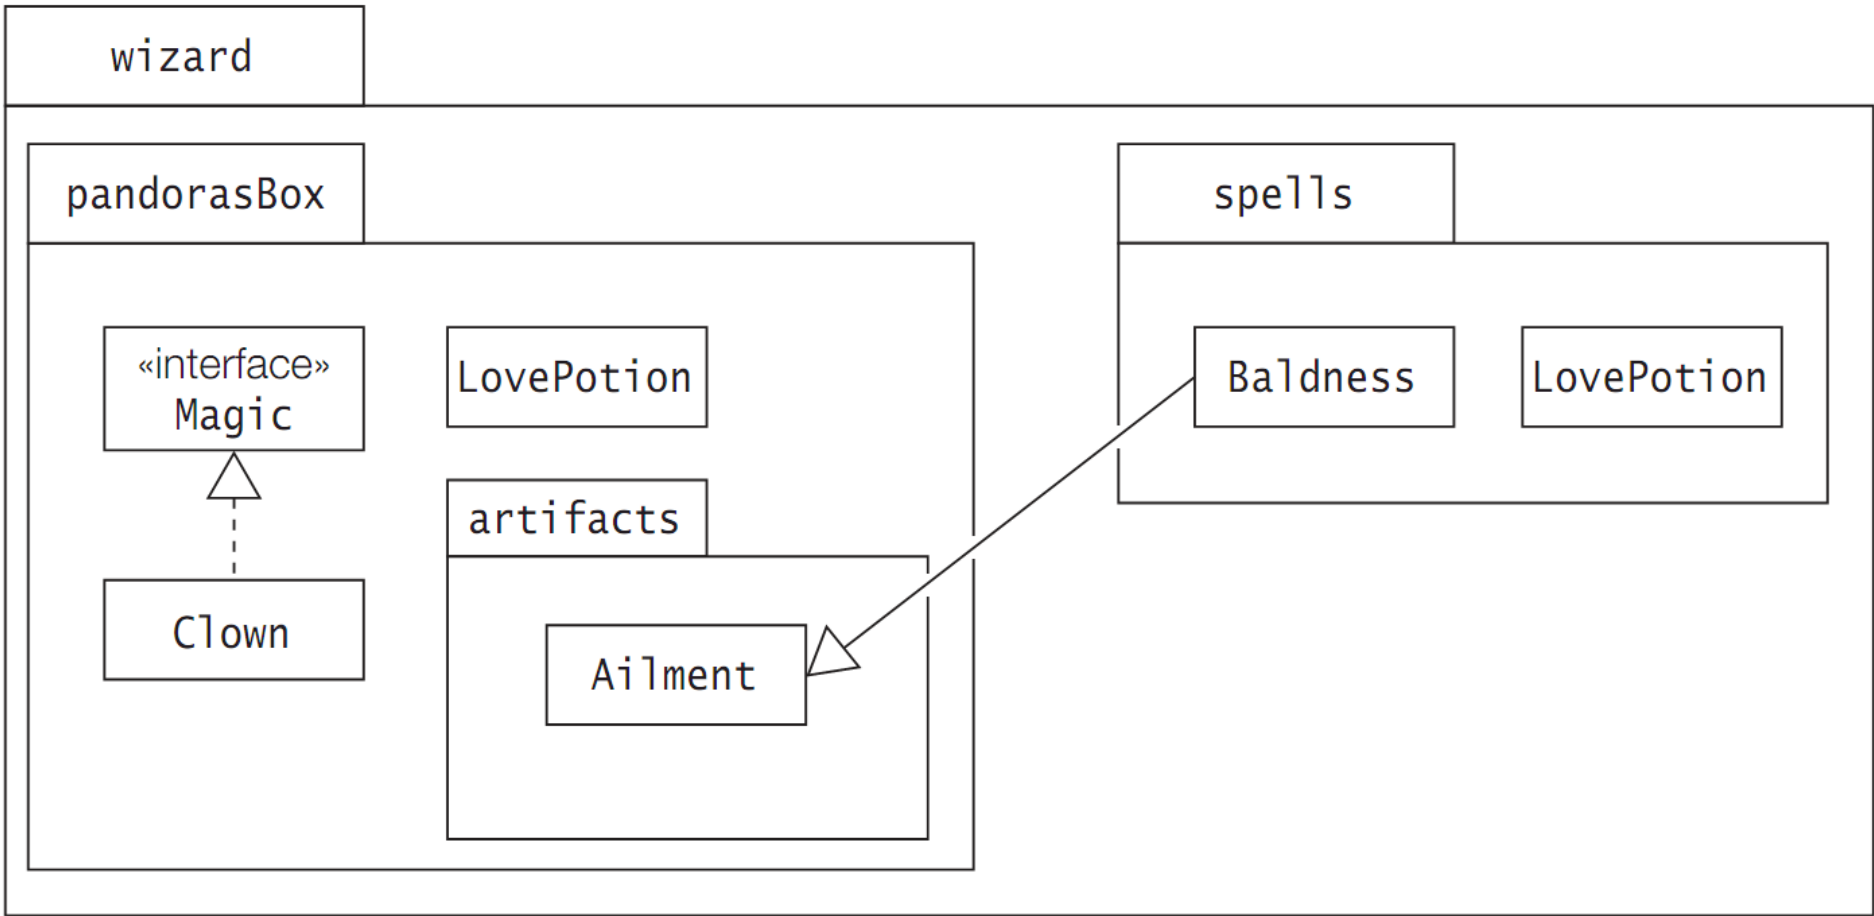 wizard
pandorasBox
spells
«interface»
Magic
LovePotion
Baldness
LovePotion
artifacts
Clown
Ailment